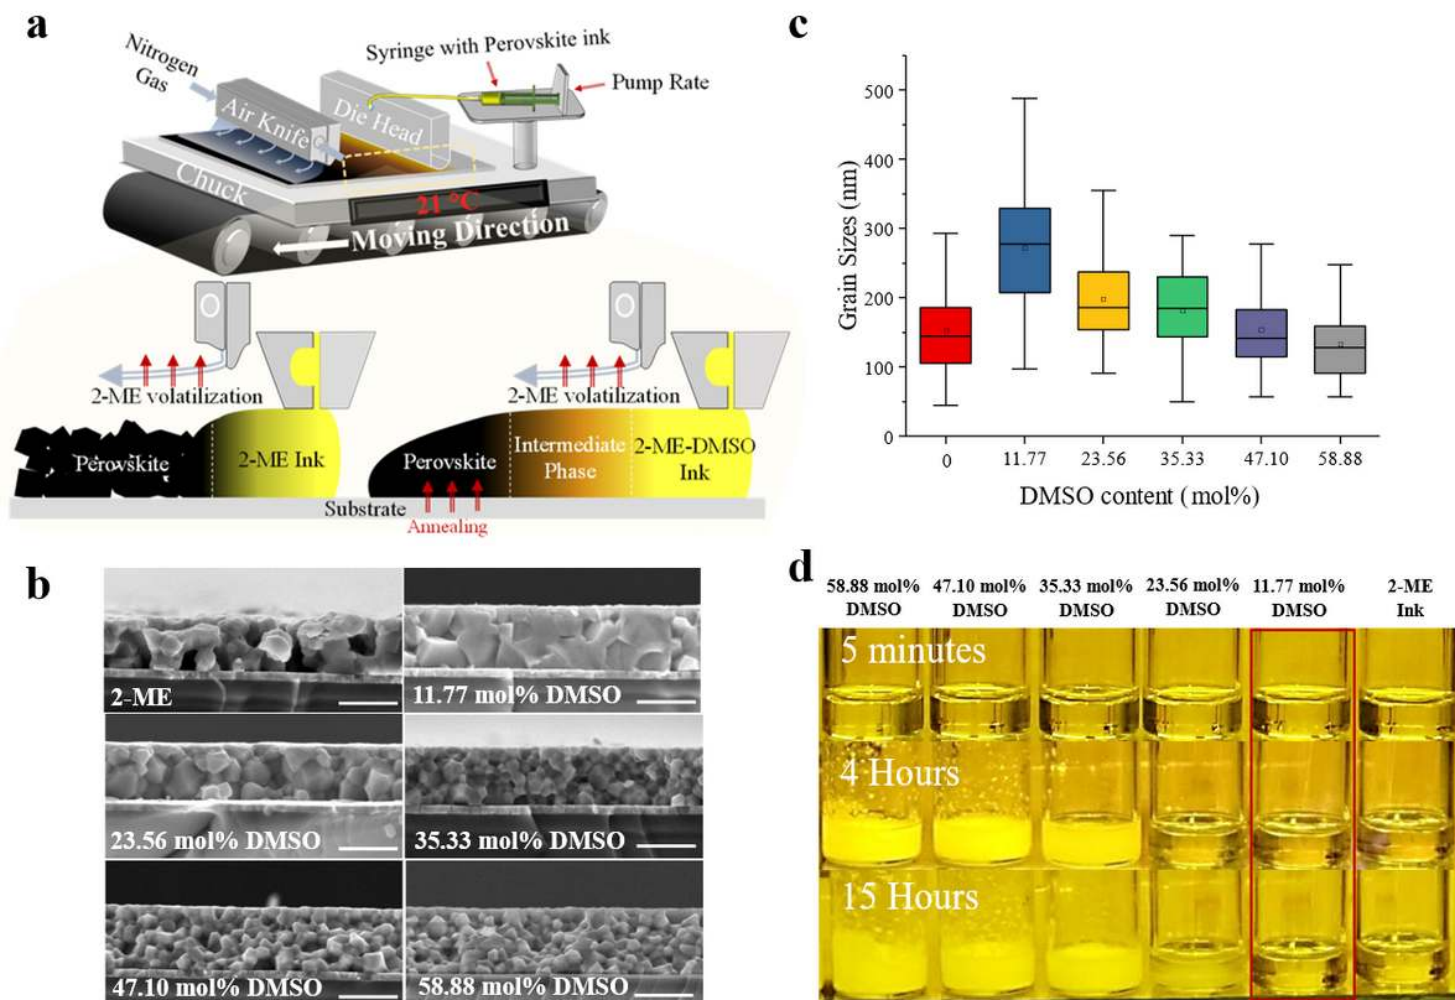 a
Nitrogen
Gas
Syringe with Perovskite ink
Pump Rate
Air Knife
Die Head
Chuck
21 °C
Moving Direction
2-ME volatilization
2-ME volatilization
Perovskite
2-ME Ink
Perovskite
Intermediate
Phase
2-ME-DMSO
Ink
Substrate
Annealing
b
2-ME
11.77 mol% DMSO
23.56 mol% DMSO
35.33 mol% DMSO
47.10 mol% DMSO
58.88 mol% DMSO
c
Grain Sizes (nm)
500
400
300
200
100
0
0 11.77 23.56 35.33 47.10 58.88
DMSO content (mol%)
d
58.88 mol% 47.10 mol% 35.33 mol% 23.56 mol% 11.77 mol% 2-ME
DMSO DMSO DMSO DMSO DMSO Ink
5 minutes
4 Hours
15 Hours